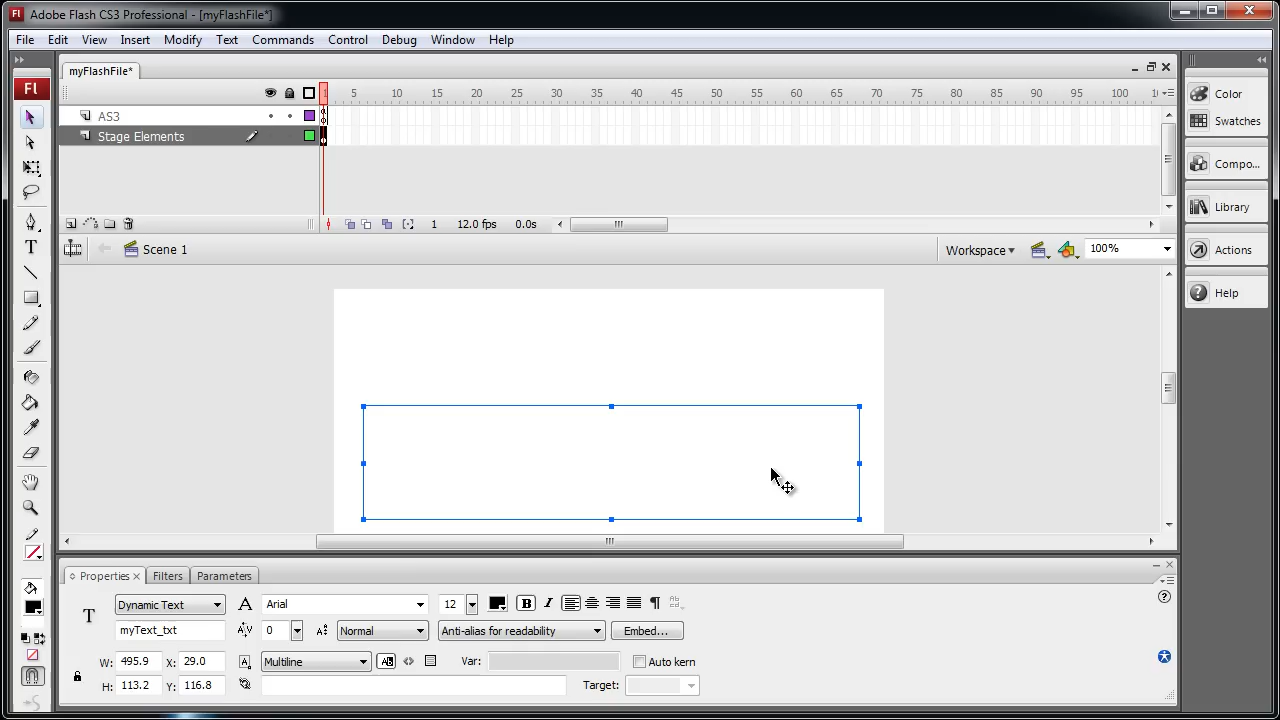 Fl Adobe Flash CS3 Professional - [myFlashFile*]
File Edit View Insert Modify Text Commands Control Debug Window Help
Fl
myFlashFile*
1 5 10 15 20 25 30 35 40 45 50 55 60 65 70 75 80 85 90 95 100
AS3
Stage Elements
1 12.0 fps 0.0s
Scene 1
Workspace
100%
Color
Swatches
Compo...
Library
Actions
Help
T
Properties Filters Parameters
T Dynamic Text A Arial 12 B I
myText_txt A/V 0 Normal Anti-alias for readability Embed...
W: 495.9 X: 29.0 Multiline Var: Auto kern
H: 113.2 Y: 116.8 Target: